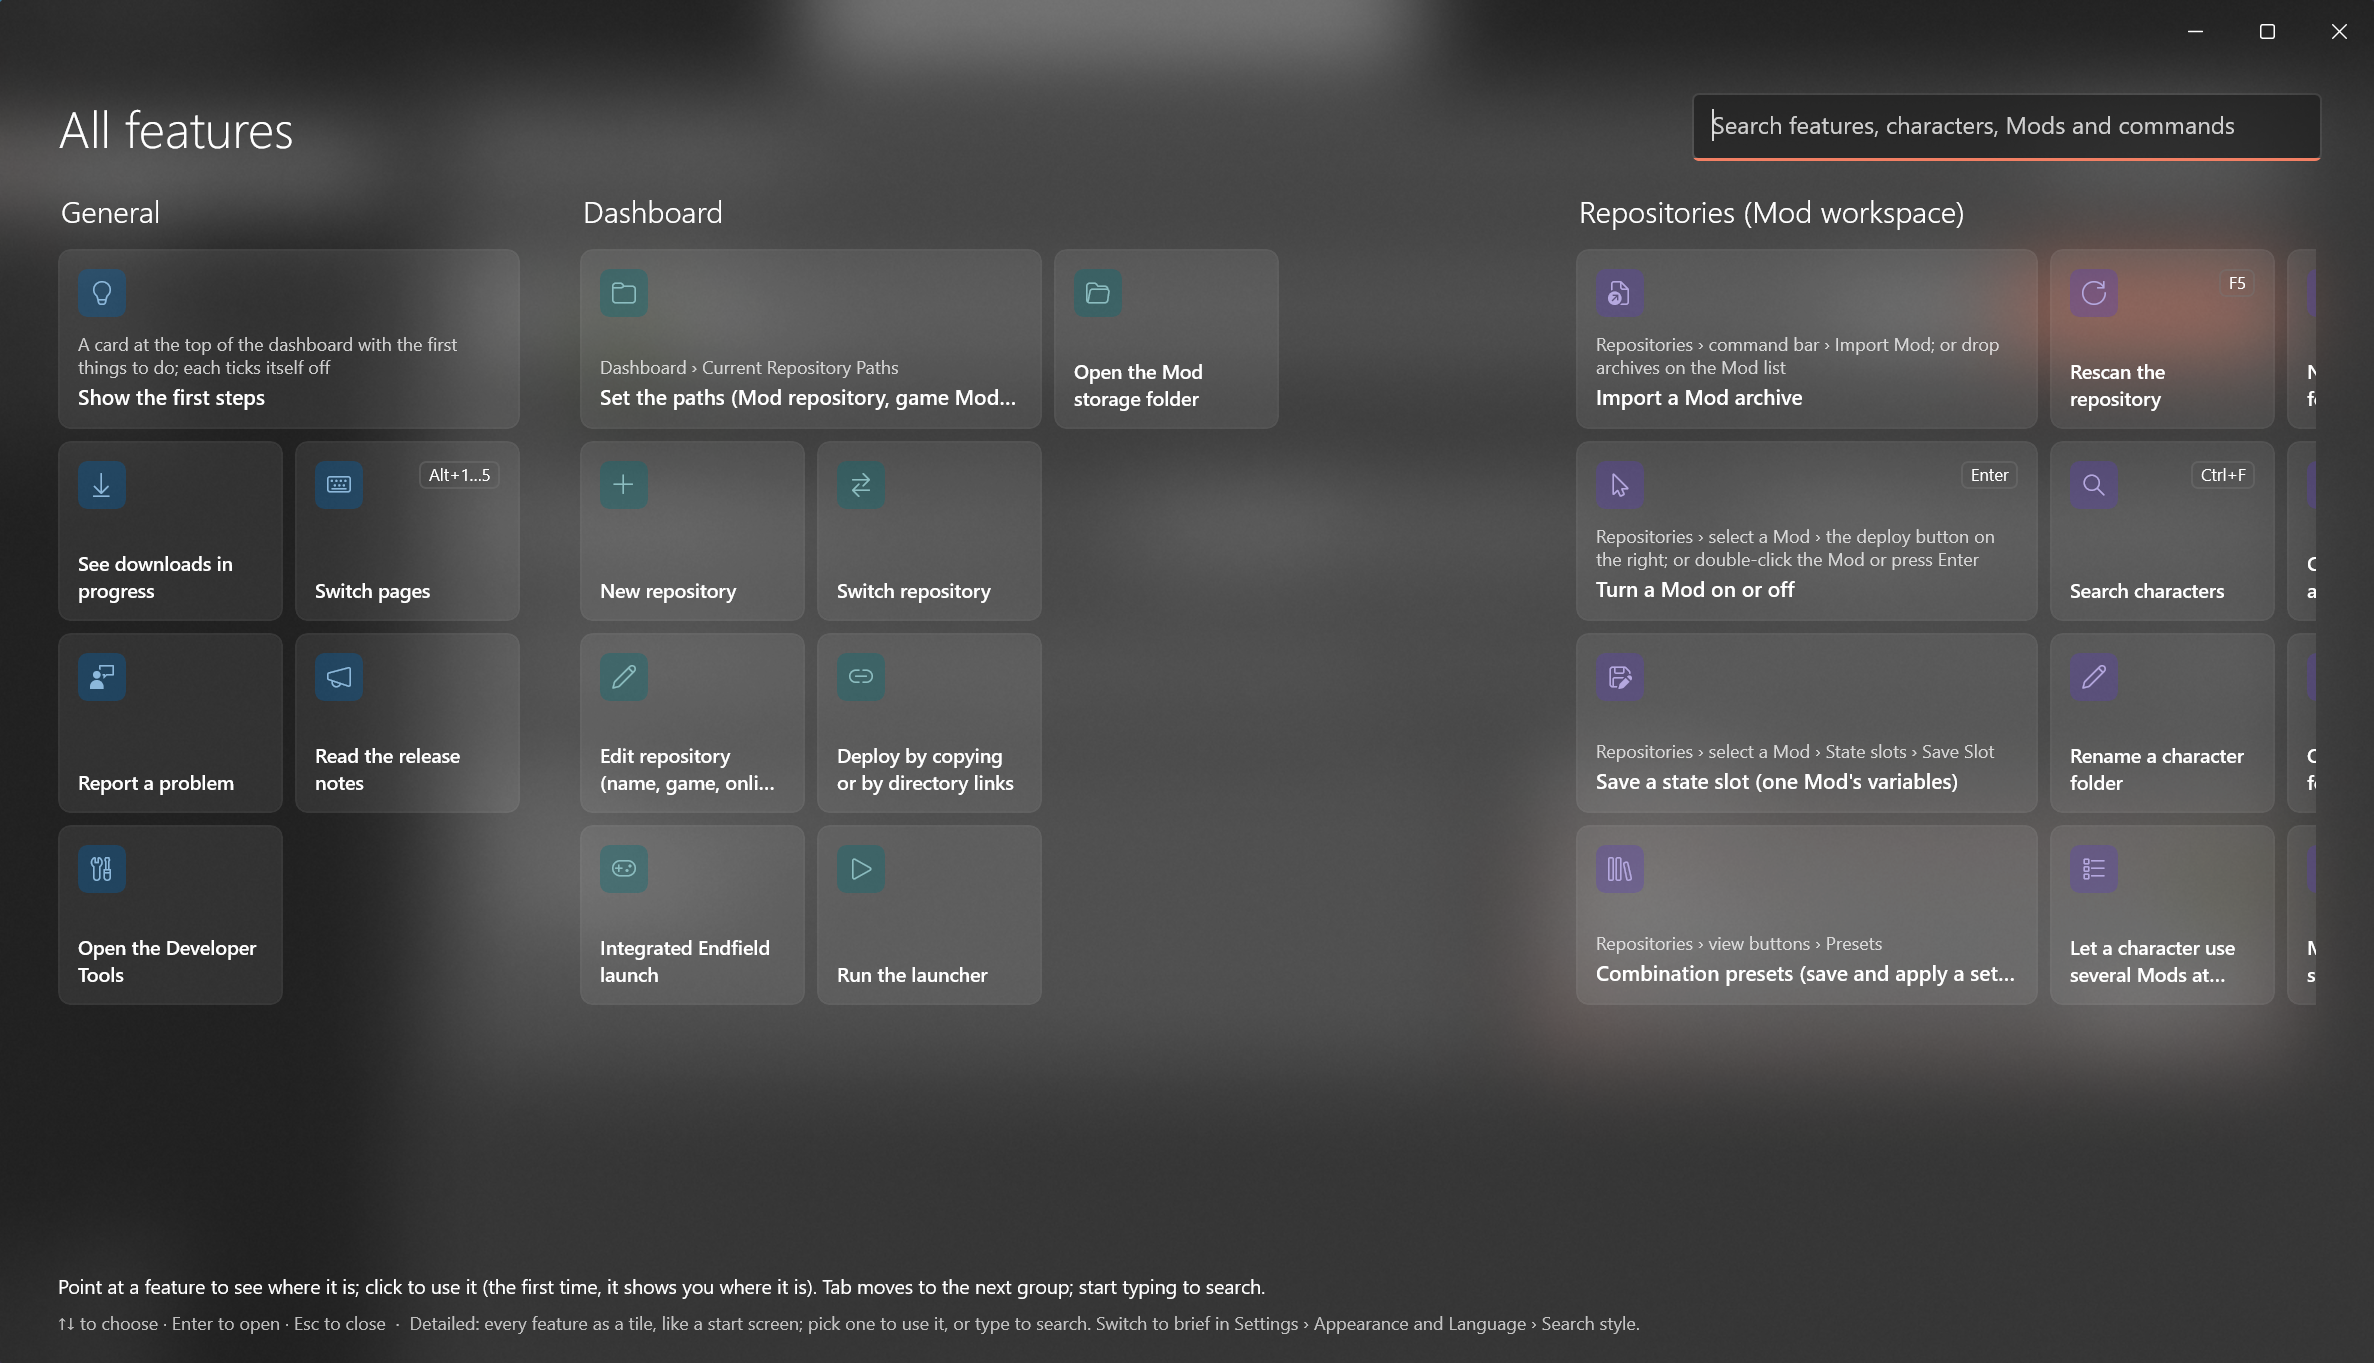 All features
Search features, characters, Mods and commands
General
A card at the top of the dashboard with the first
things to do; each ticks itself off
Show the first steps
See downloads in
progress
Alt+1...5
Switch pages
Report a problem
Read the release
notes
Open the Developer
Tools
Dashboard
Dashboard › Current Repository Paths
Set the paths (Mod repository, game Mod...
Open the Mod
storage folder
New repository
Switch repository
Edit repository
(name, game, onli...
Deploy by copying
or by directory links
Integrated Endfield
launch
Run the launcher
Repositories (Mod workspace)
Repositories › command bar › Import Mod; or drop
archives on the Mod list
Import a Mod archive
F5
Rescan the
repository
Enter
Repositories › select a Mod › the deploy button on
the right; or double-click the Mod or press Enter
Turn a Mod on or off
Ctrl+F
Search characters
Repositories › select a Mod › State slots › Save Slot
Save a state slot (one Mod's variables)
Rename a character
folder
Repositories › view buttons › Presets
Combination presets (save and apply a set...
Let a character use
several Mods at...
Point at a feature to see where it is; click to use it (the first time, it shows you where it is). Tab moves to the next group; start typing to search.
↑↓ to choose · Enter to open · Esc to close · Detailed: every feature as a tile, like a start screen; pick one to use it, or type to search. Switch to brief in Settings › Appearance and Language › Search style.